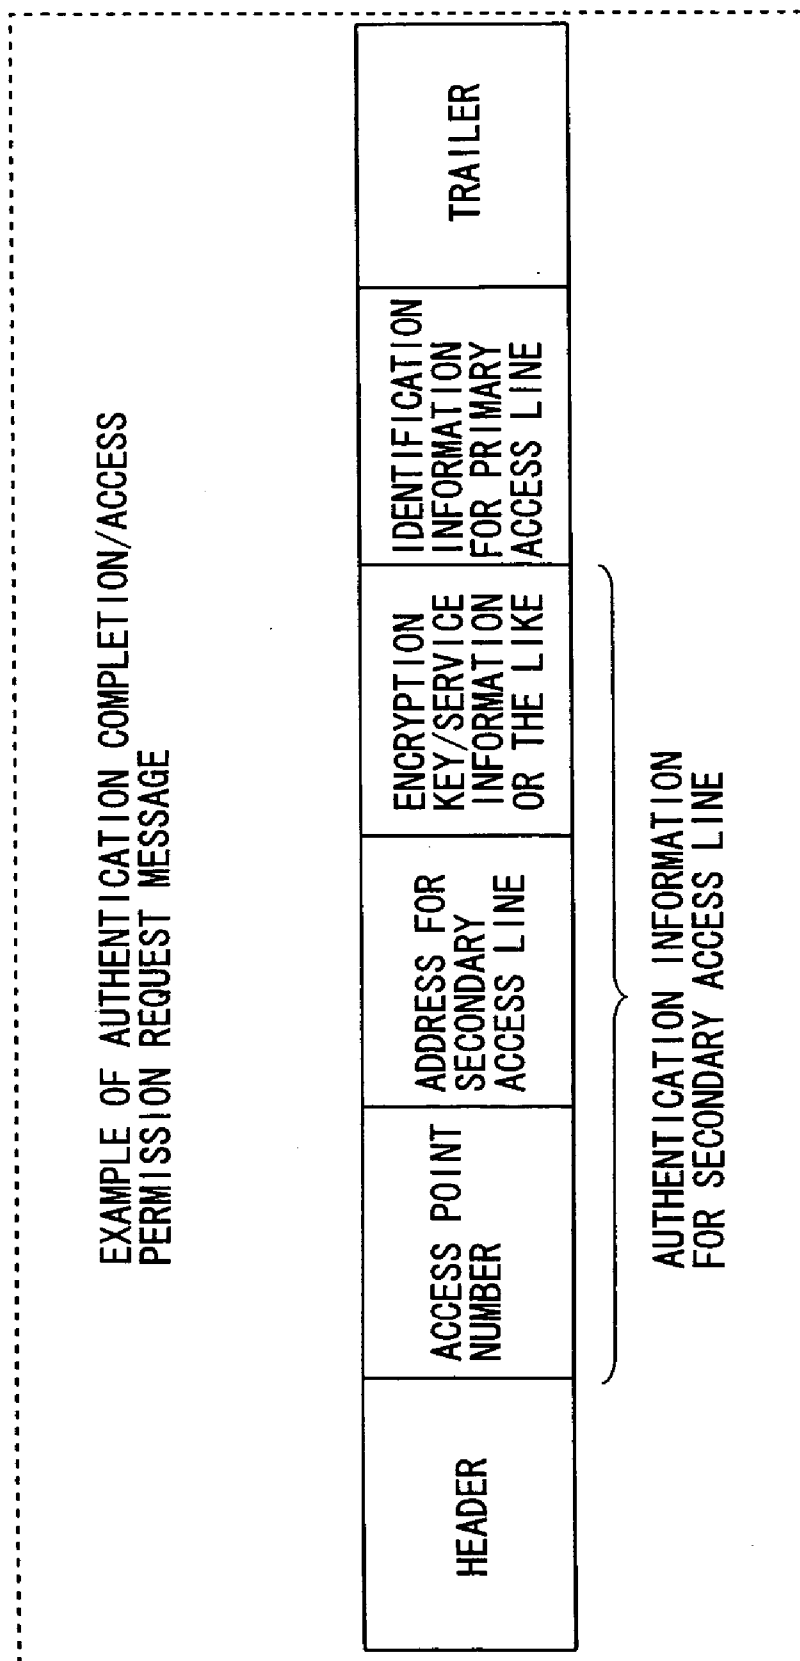 EXAMPLE OF AUTHENTICATION COMPLETION/ACCESS
PERMISSION REQUEST MESSAGE
HEADER
ACCESS POINT
NUMBER
ADDRESS FOR
SECONDARY
ACCESS LINE
ENCRYPTION
KEY/SERVICE
INFORMATION
OR THE LIKE
IDENTIFICATION
INFORMATION
FOR PRIMARY
ACCESS LINE
TRAILER
AUTHENTICATION INFORMATION
FOR SECONDARY ACCESS LINE